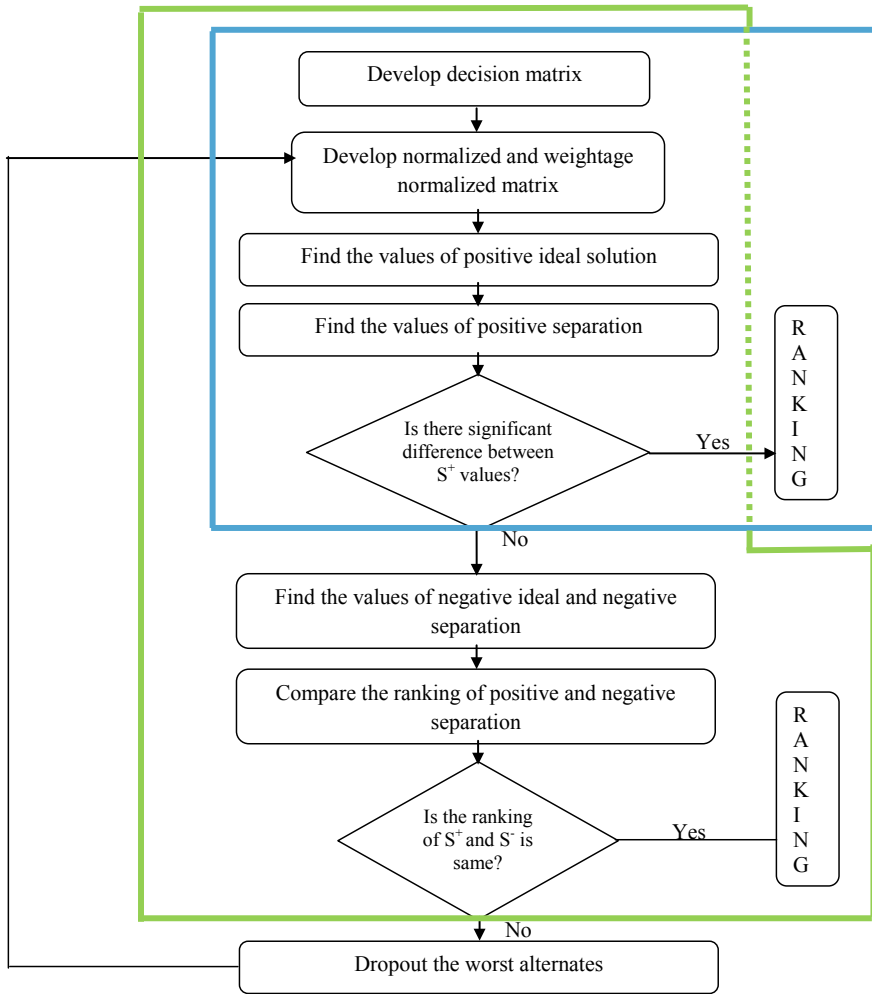 Develop decision matrix
Develop normalized and weightage
normalized matrix
Find the values of positive ideal solution
Find the values of positive separation
Is there significant
difference between
S⁺ values?
Yes
R
A
N
K
I
N
G
No
Find the values of negative ideal and negative
separation
Compare the ranking of positive and negative
separation
Is the ranking
of S⁺ and S⁻ is
same?
Yes
R
A
N
K
I
N
G
No
Dropout the worst alternates